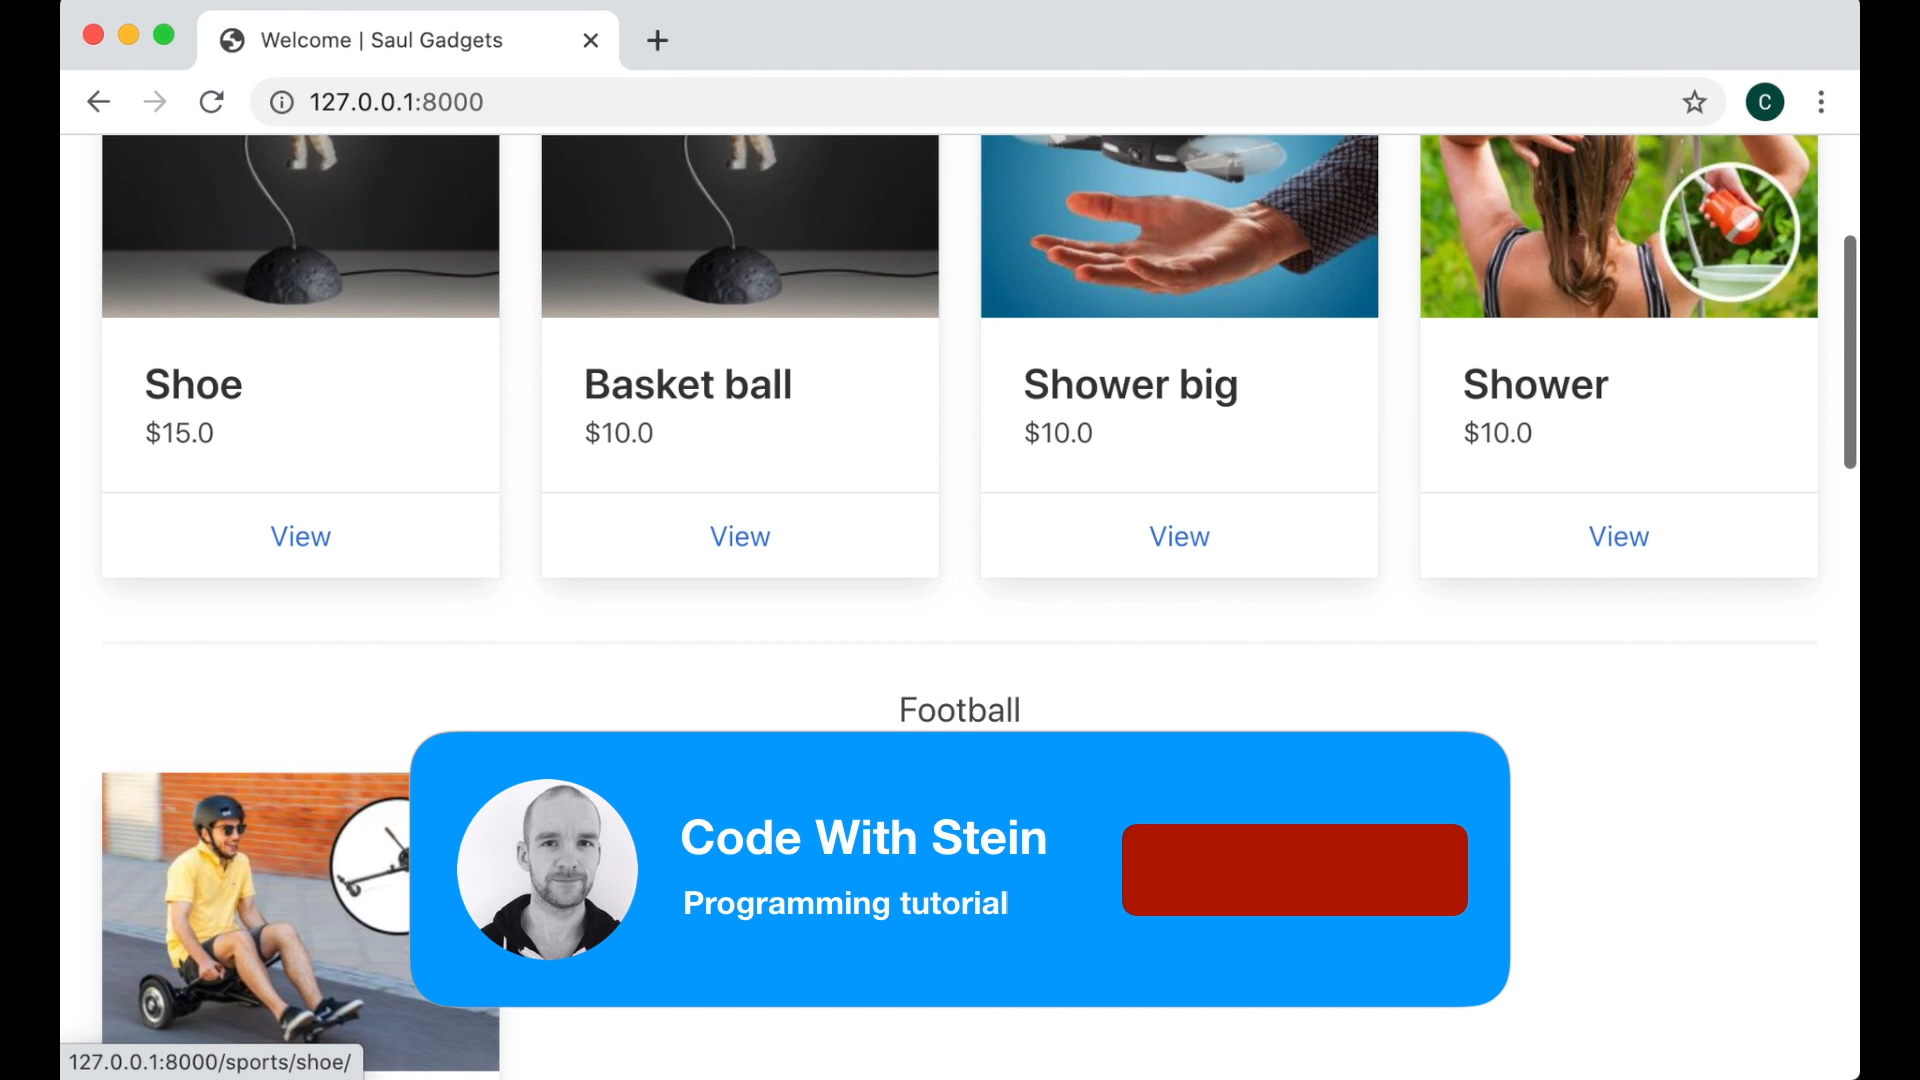 Welcome | Saul Gadgets
127.0.0.1:8000
C
Shoe
$15.0
View
Basket ball
$10.0
View
Shower big
$10.0
View
Shower
$10.0
View
Football
Code With Stein
Programming tutorial
127.0.0.1:8000/sports/shoe/